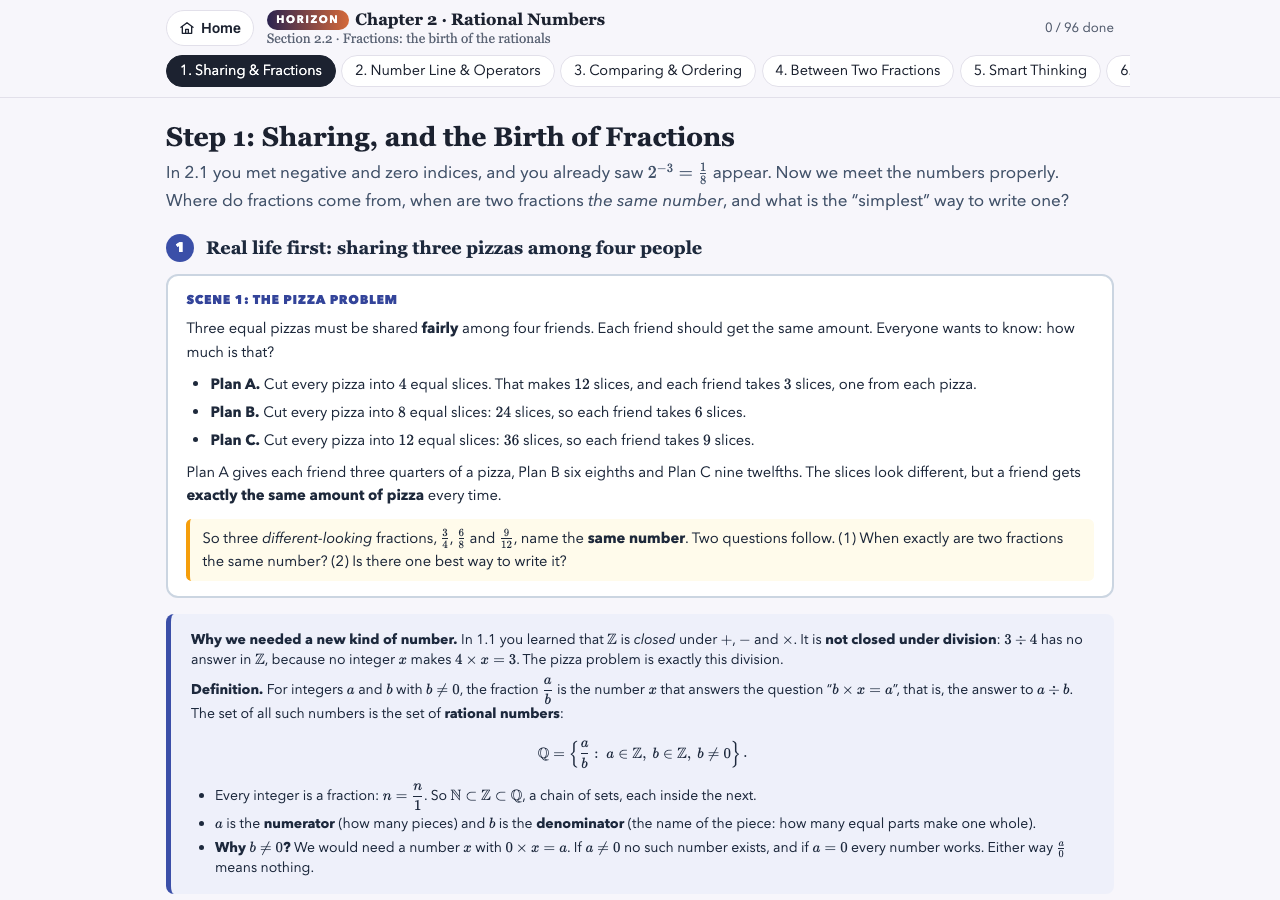 Home
HORIZON Chapter 2 · Rational Numbers
Section 2.2 · Fractions: the birth of the rationals
0 / 96 done
1. Sharing & Fractions
2. Number Line & Operators
3. Comparing & Ordering
4. Between Two Fractions
5. Smart Thinking
6.
Step 1: Sharing, and the Birth of Fractions
In 2.1 you met negative and zero indices, and you already saw 2⁻³ = 1/8 appear. Now we meet the numbers properly.
Where do fractions come from, when are two fractions the same number, and what is the “simplest” way to write one?
1 Real life first: sharing three pizzas among four people
SCENE 1: THE PIZZA PROBLEM
Three equal pizzas must be shared fairly among four friends. Each friend should get the same amount. Everyone wants to know: how
much is that?
• Plan A. Cut every pizza into 4 equal slices. That makes 12 slices, and each friend takes 3 slices, one from each pizza.
• Plan B. Cut every pizza into 8 equal slices: 24 slices, so each friend takes 6 slices.
• Plan C. Cut every pizza into 12 equal slices: 36 slices, so each friend takes 9 slices.
Plan A gives each friend three quarters of a pizza, Plan B six eighths and Plan C nine twelfths. The slices look different, but a friend gets
exactly the same amount of pizza every time.
So three different-looking fractions, 3/4, 6/8 and 9/12, name the same number. Two questions follow. (1) When exactly are two fractions
the same number? (2) Is there one best way to write it?
Why we needed a new kind of number. In 1.1 you learned that ℤ is closed under +, − and ×. It is not closed under division: 3 ÷ 4 has no
answer in ℤ, because no integer x makes 4 × x = 3. The pizza problem is exactly this division.
Definition. For integers a and b with b ≠ 0, the fraction a/b is the number x that answers the question “b × x = a”, that is, the answer to a ÷ b.
The set of all such numbers is the set of rational numbers:
ℚ = {a/b : a ∈ ℤ, b ∈ ℤ, b ≠ 0}.
• Every integer is a fraction: n = n/1. So ℕ ⊂ ℤ ⊂ ℚ, a chain of sets, each inside the next.
• a is the numerator (how many pieces) and b is the denominator (the name of the piece: how many equal parts make one whole).
• Why b ≠ 0? We would need a number x with 0 × x = a. If a ≠ 0 no such number exists, and if a = 0 every number works. Either way a/0
means nothing.